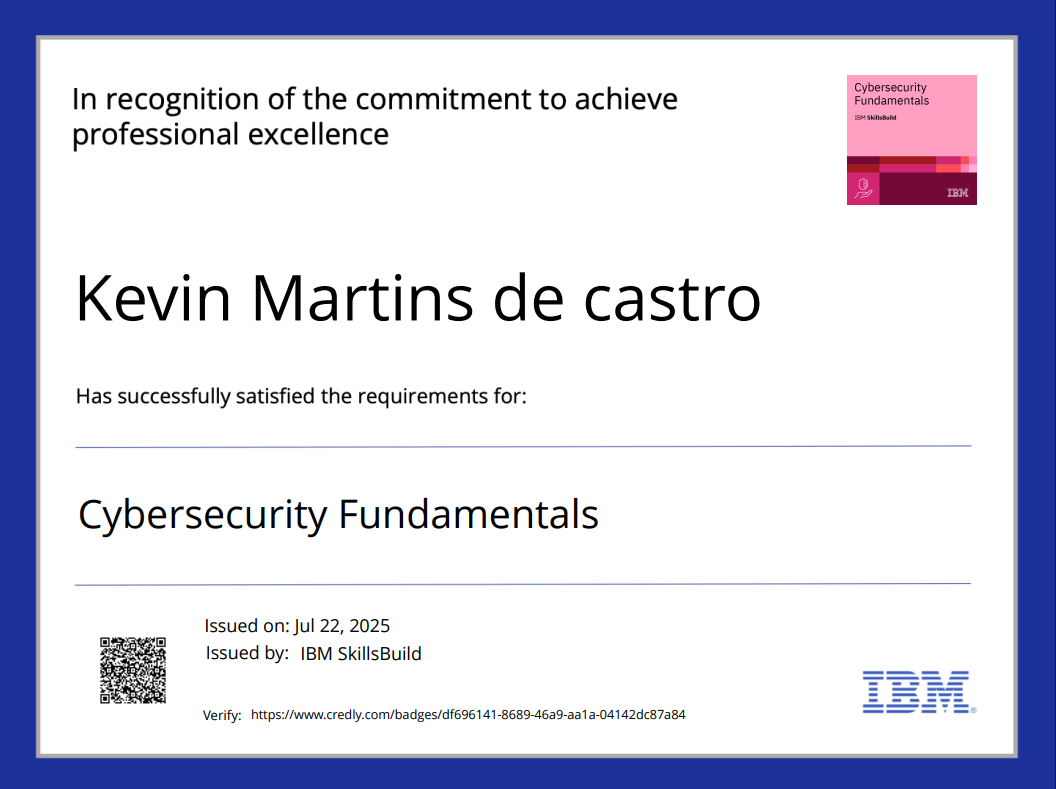 In recognition of the commitment to achieve
professional excellence
Cybersecurity
Fundamentals
IBM SkillsBuild
IBM
Kevin Martins de castro
Has successfully satisfied the requirements for:
Cybersecurity Fundamentals
Issued on: Jul 22, 2025
Issued by: IBM SkillsBuild
Verify: https://www.credly.com/badges/df696141-8689-46a9-aa1a-04142dc87a84
IBM®